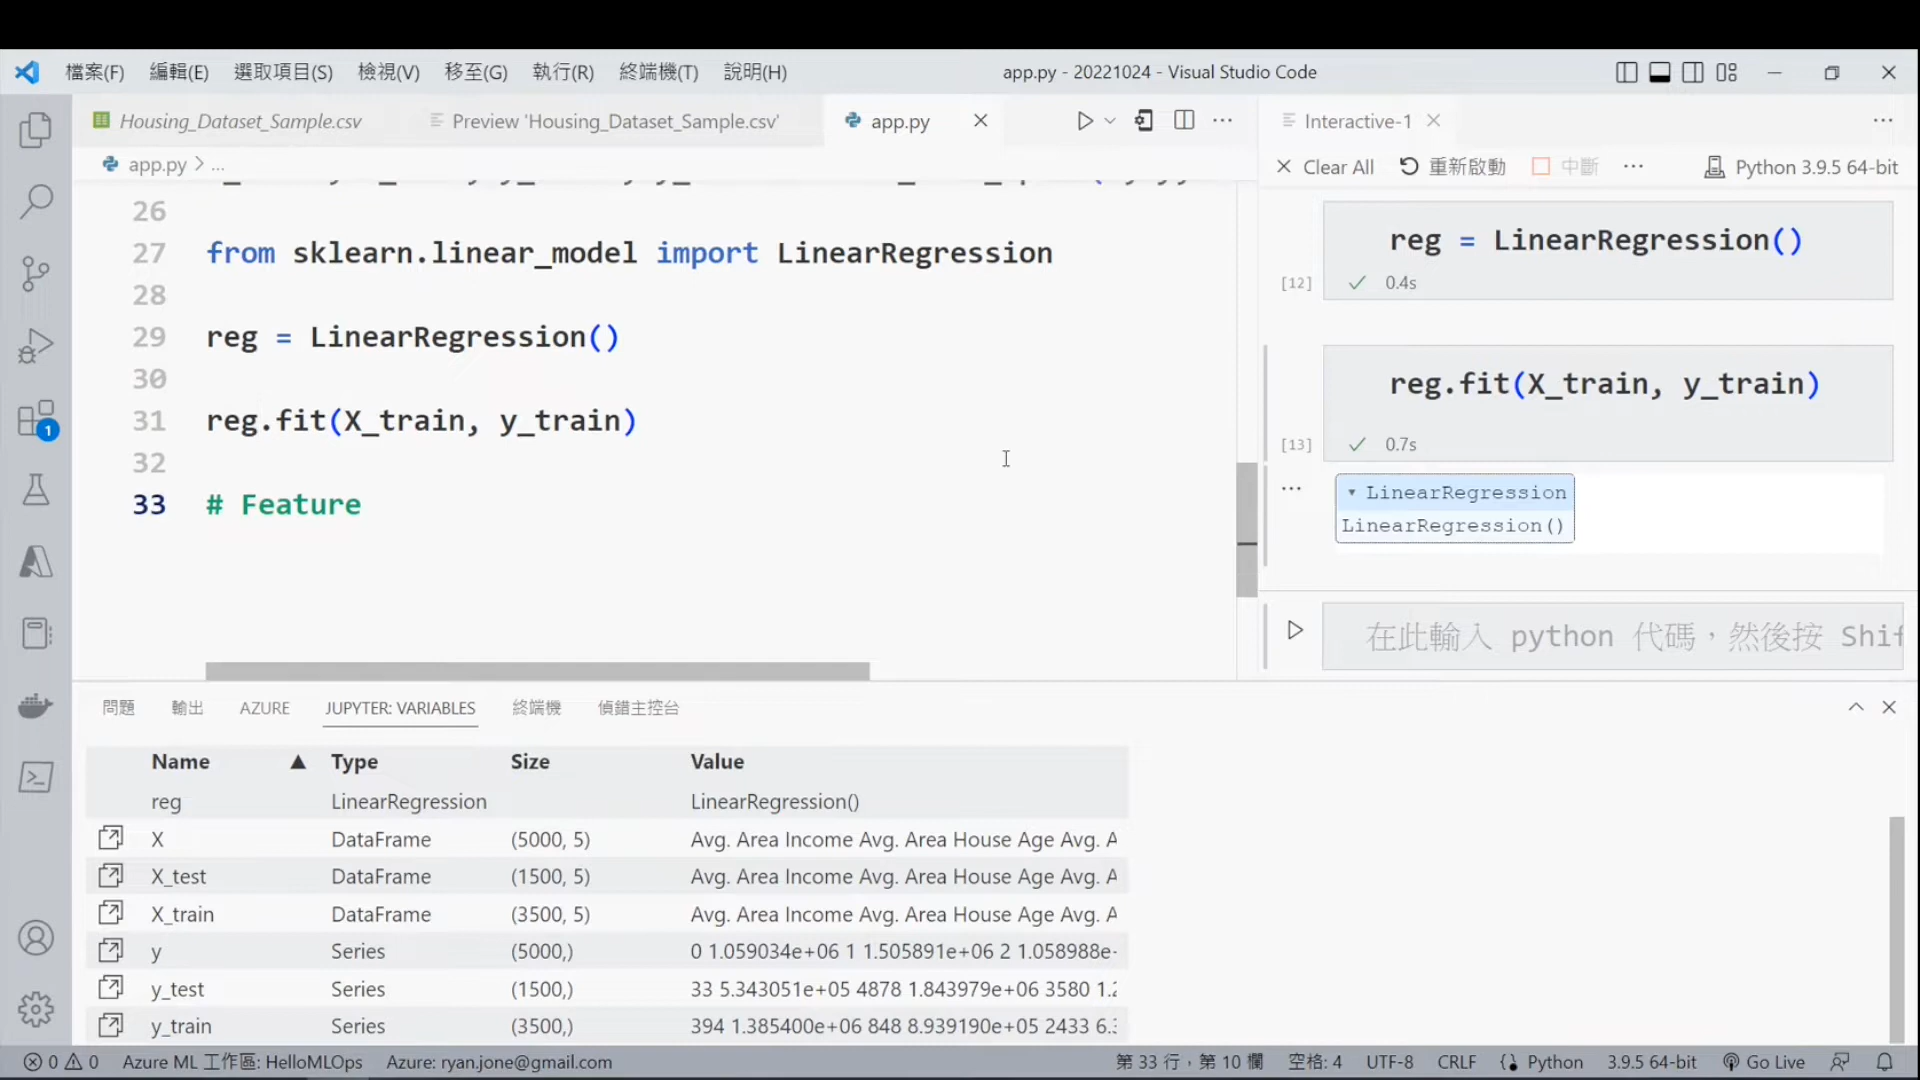 檔案(F) 編輯(E) 選取項目(S) 檢視(V) 移至(G) 執行(R) 終端機(T) 說明(H) app.py - 20221024 - Visual Studio Code
Housing_Dataset_Sample.csv Preview 'Housing_Dataset_Sample.csv' app.py
app.py > ...
26
27 from sklearn.linear_model import LinearRegression
28
29 reg = LinearRegression()
30
31 reg.fit(X_train, y_train)
32
33 # Feature
Interactive-1
Clear All 重新啟動 中斷 ... Python 3.9.5 64-bit
reg = LinearRegression()
[12] ✓ 0.4s
reg.fit(X_train, y_train)
[13] ✓ 0.7s
... ▾ LinearRegression
LinearRegression()
在此輸入 python 代碼，然後按 Shif
1
問題 輸出 AZURE JUPYTER: VARIABLES 終端機 偵錯主控台
Name ▲ Type Size Value
reg LinearRegression LinearRegression()
X DataFrame (5000, 5) Avg. Area Income Avg. Area House Age Avg. A
X_test DataFrame (1500, 5) Avg. Area Income Avg. Area House Age Avg. A
X_train DataFrame (3500, 5) Avg. Area Income Avg. Area House Age Avg. A
y Series (5000,) 0 1.059034e+06 1 1.505891e+06 2 1.058988e-
y_test Series (1500,) 33 5.343051e+05 4878 1.843979e+06 3580 1.2
y_train Series (3500,) 394 1.385400e+06 848 8.939190e+05 2433 6.3
0 0 Azure ML 工作區: HelloMLOps Azure: ryan.jone@gmail.com 第 33 行，第 10 欄 空格: 4 UTF-8 CRLF Python 3.9.5 64-bit Go Live